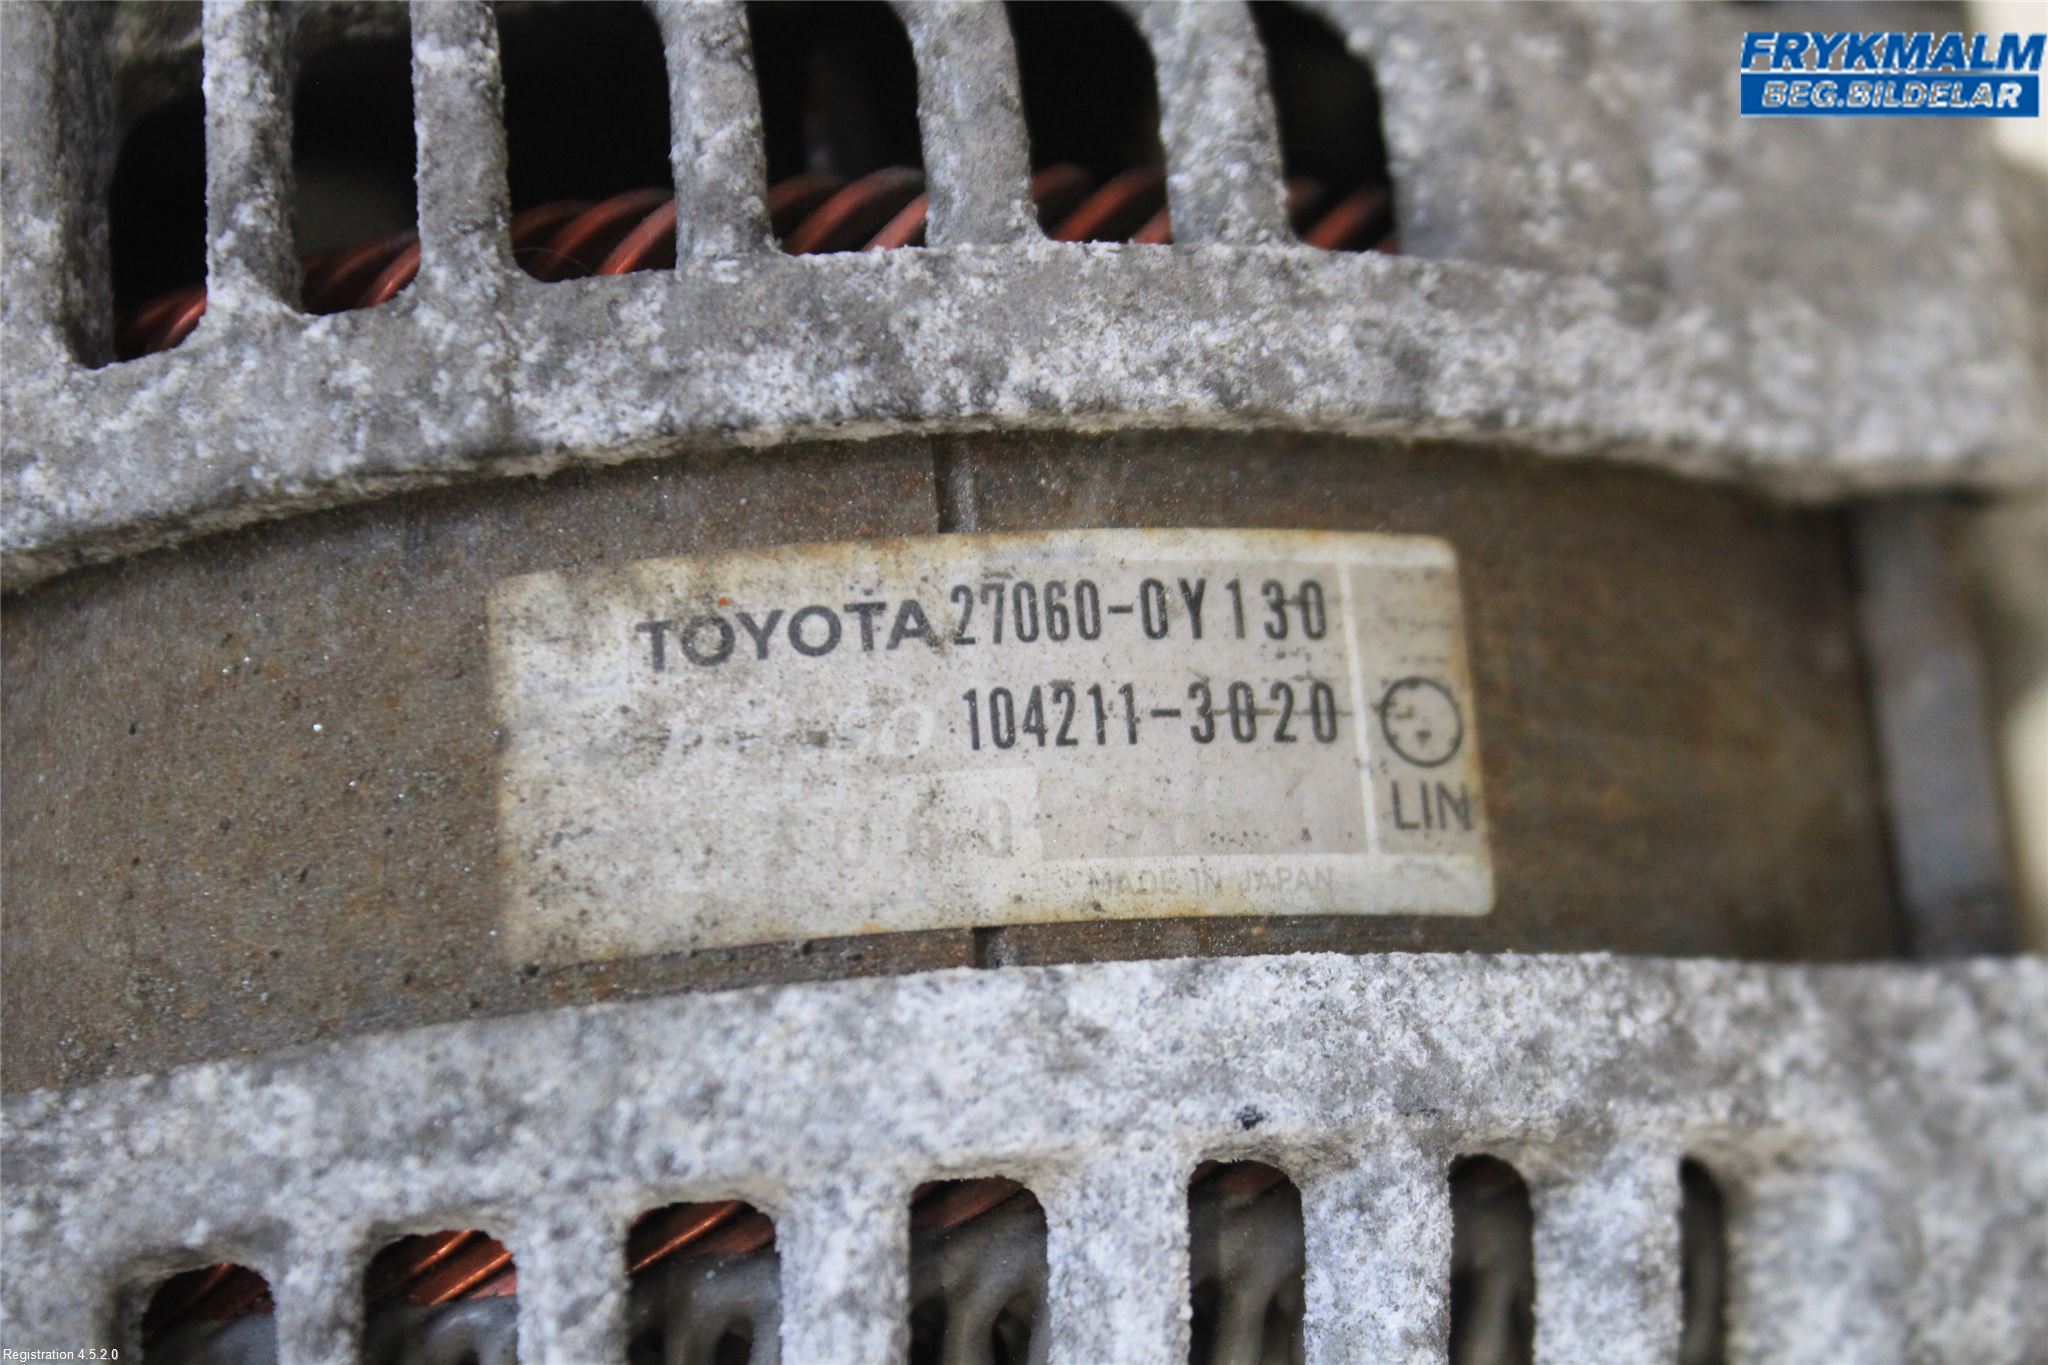 FRYKMALM
BEG.BILDELAR
TOYOTA 27060-0Y130
104211-3020
LIN
MADE IN JAPAN
Registration 4.5.2.0